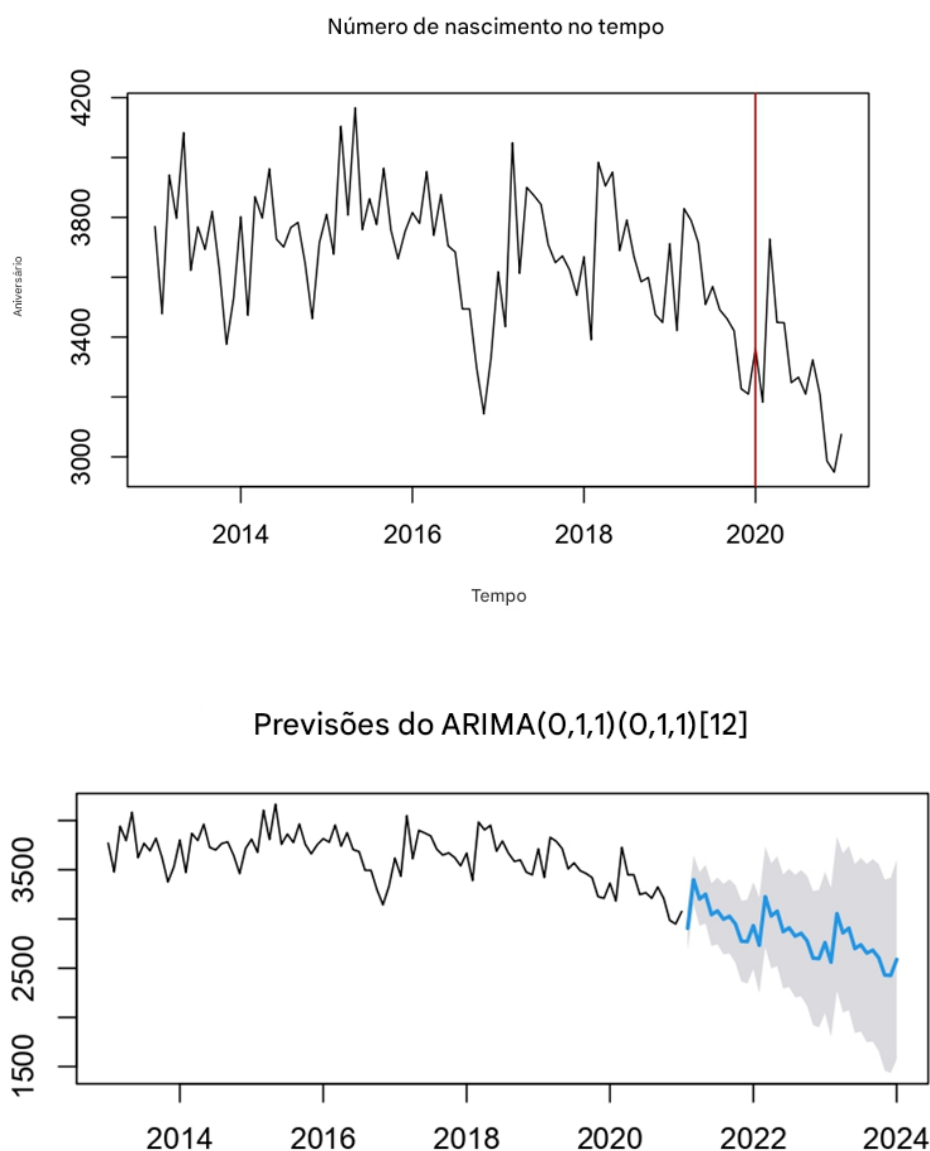 Número de nascimento no tempo
4200
3800
3400
3000
Aniversário
2014 2016 2018 2020
Tempo
Previsões do ARIMA(0,1,1)(0,1,1)[12]
3500
2500
1500
2014 2016 2018 2020 2022 2024